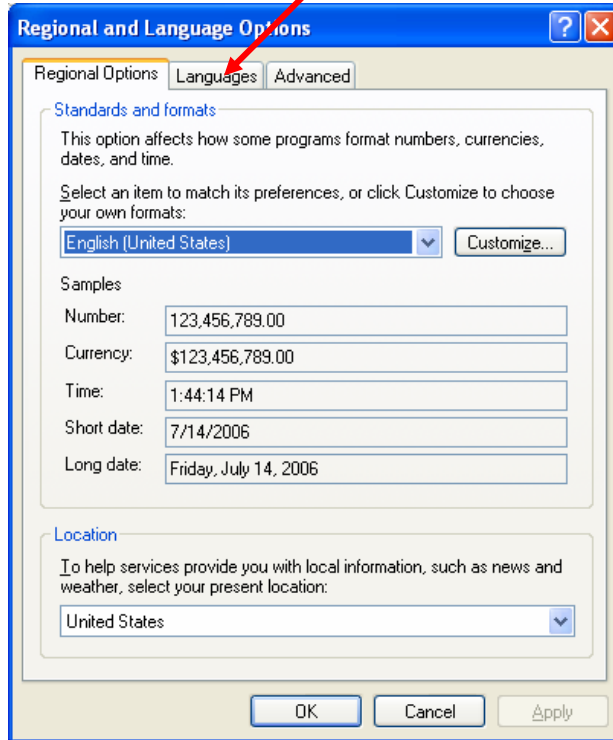 Regional and Language Options
Regional Options Languages Advanced
Standards and formats
This option affects how some programs format numbers, currencies,
dates, and time.
Select an item to match its preferences, or click Customize to choose
your own formats:
English (United States) Customize...
Samples
Number: 123,456,789.00
Currency: $123,456,789.00
Time: 1:44:14 PM
Short date: 7/14/2006
Long date: Friday, July 14, 2006
Location
To help services provide you with local information, such as news and
weather, select your present location:
United States
OK Cancel Apply